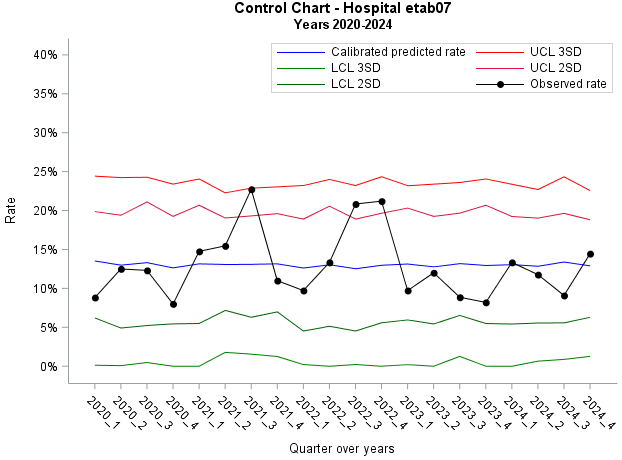 Control Chart - Hospital etab07
Years 2020-2024
Calibrated predicted rate
UCL 3SD
LCL 3SD
UCL 2SD
LCL 2SD
Observed rate
40%
35%
30%
25%
20%
15%
10%
5%
0%
Rate
2020_1
2020_2
2020_3
2020_4
2021_1
2021_2
2021_3
2021_4
2022_1
2022_2
2022_3
2022_4
2023_1
2023_2
2023_3
2023_4
2024_1
2024_2
2024_3
2024_4
Quarter over years